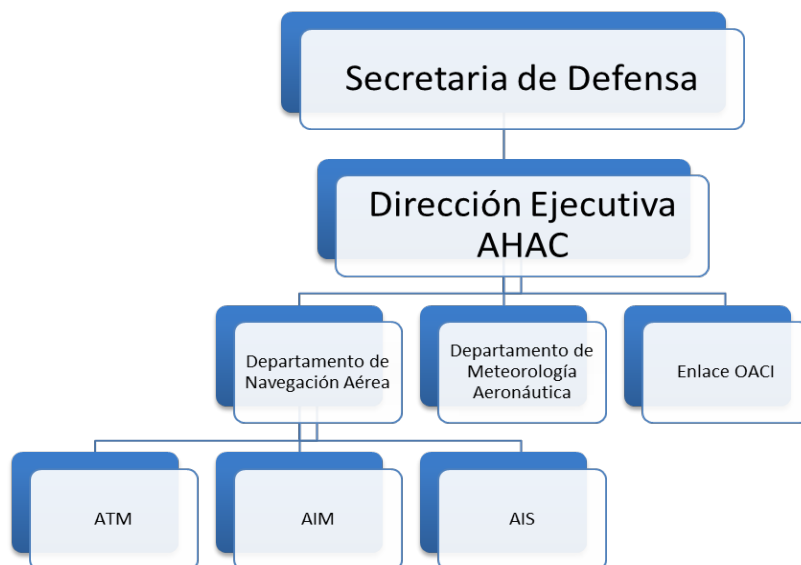 Secretaria de Defensa
Dirección Ejecutiva
AHAC
Departamento de
Navegación Aérea
Departamento de
Meteorología
Aeronáutica
Enlace OACI
ATM
AIM
AIS